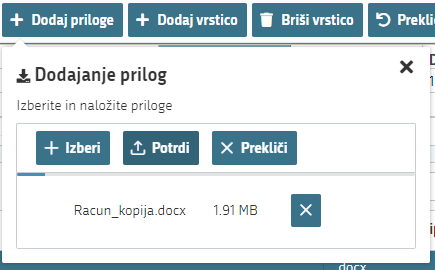 Dodaj priloge
Dodaj vrstico
Briši vrstico
Dodajanje prilog
Izberite in naložite priloge
Izberi
Potrdi
Prekliči
Racun_kopija.docx 1.91 MB
docx